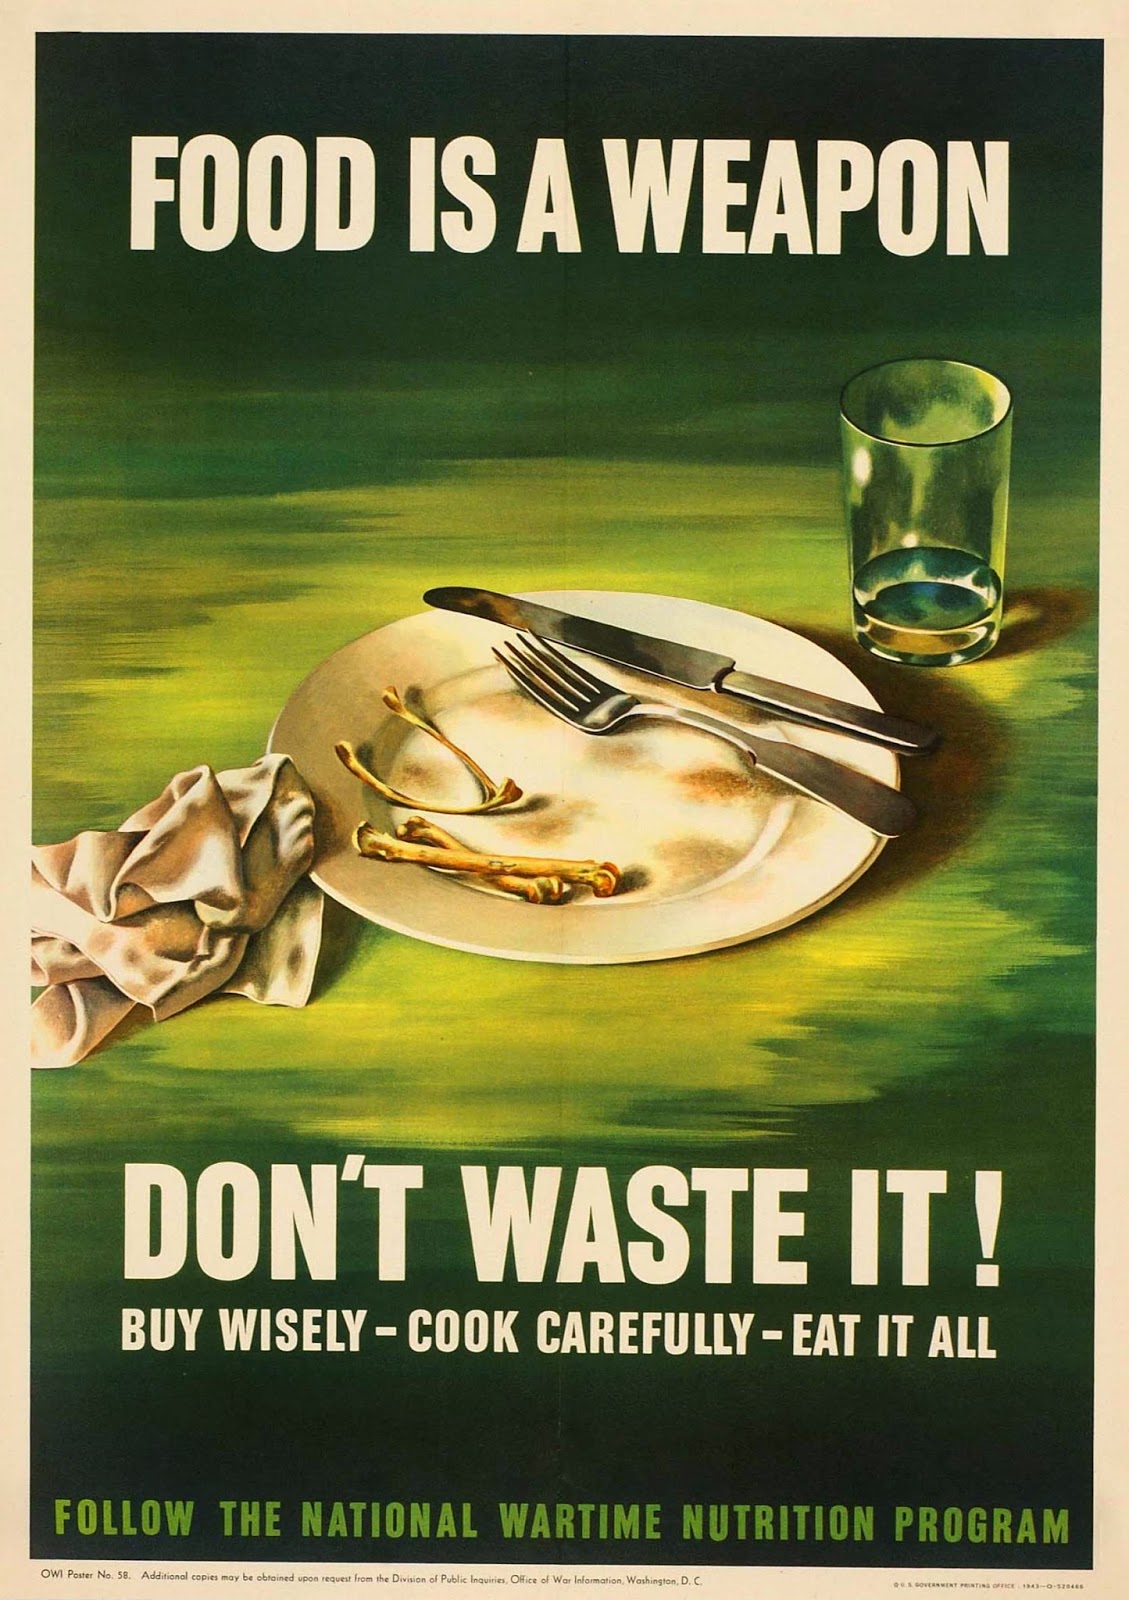 FOOD IS A WEAPON
DON'T WASTE IT!
BUY WISELY - COOK CAREFULLY - EAT IT ALL
FOLLOW THE NATIONAL WARTIME NUTRITION PROGRAM
OWI Poster No. 58. Additional copies may be obtained upon request from the Division of Public Inquiries, Office of War Information, Washington, D. C.
U. S. GOVERNMENT PRINTING OFFICE : 1943—O-520466